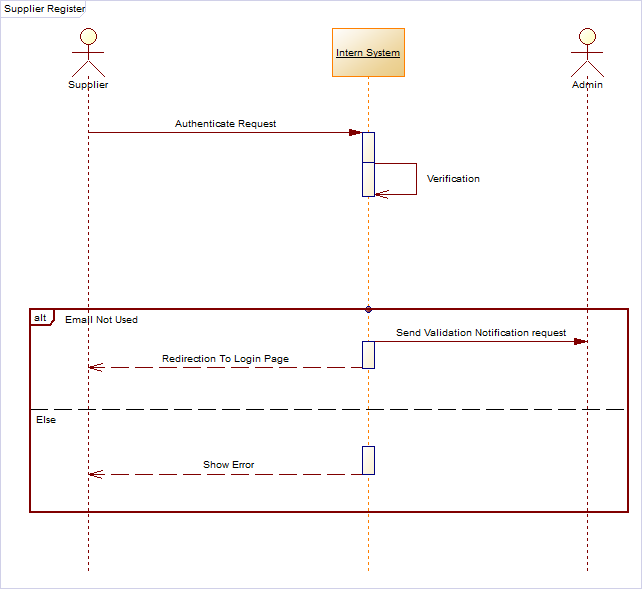 Supplier Register
Intern System
Supplier
Admin
Authenticate Request
Verification
alt
Email Not Used
Send Validation Notification request
Redirection To Login Page
Else
Show Error